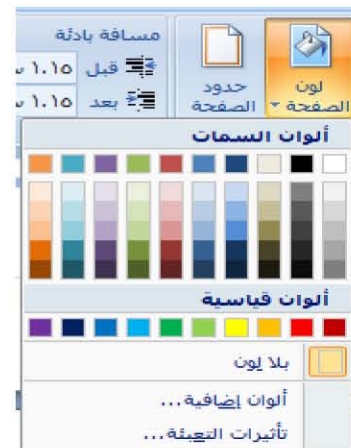 مسافة بادئة
قبل ١.١٥
بعد ١.١٥
حدود الصفحة
لون الصفحة
ألوان السمات
ألوان قياسية
بلا لون
ألوان إضافية...
تأثيرات التعبئة...